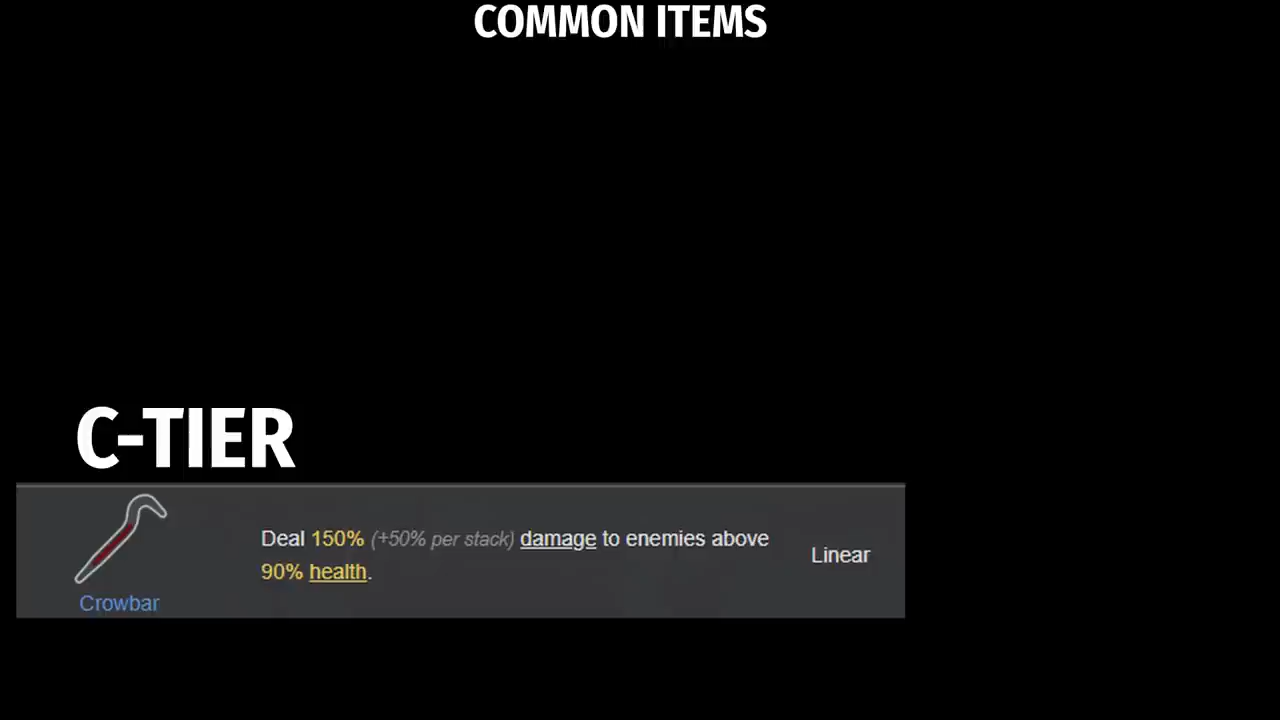 COMMON ITEMS
C-TIER
Deal 150% (+50% per stack) damage to enemies above
90% health.
Linear
Crowbar